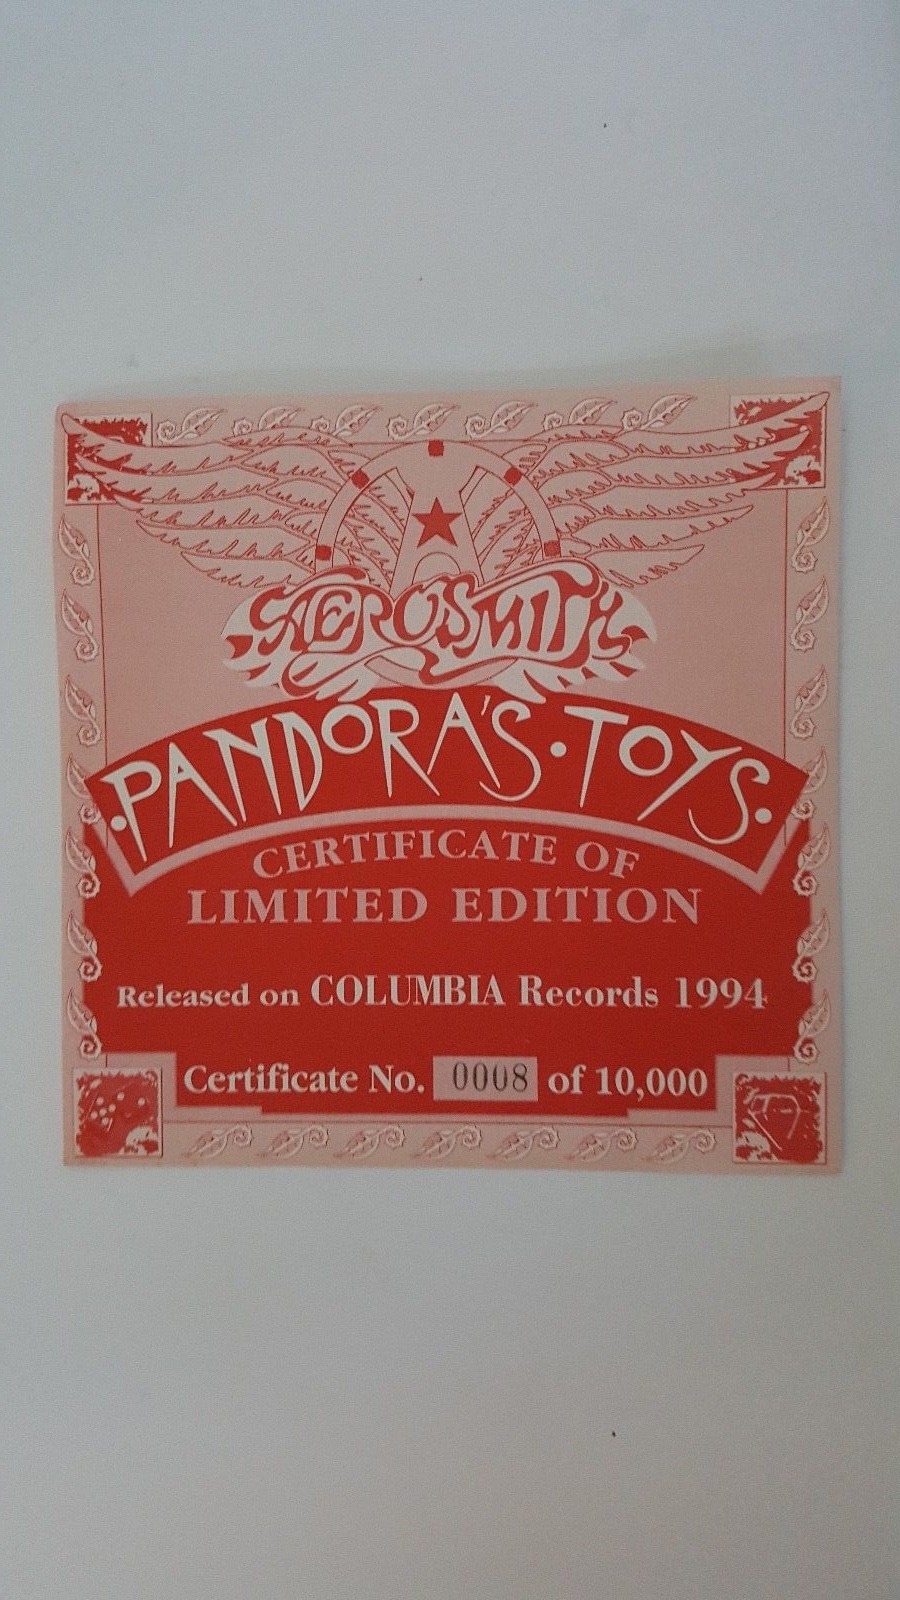 AEROSMITH
PANDORA'S • TOYS •
CERTIFICATE OF
LIMITED EDITION
Released on COLUMBIA Records 1994
Certificate No. 0008 of 10,000